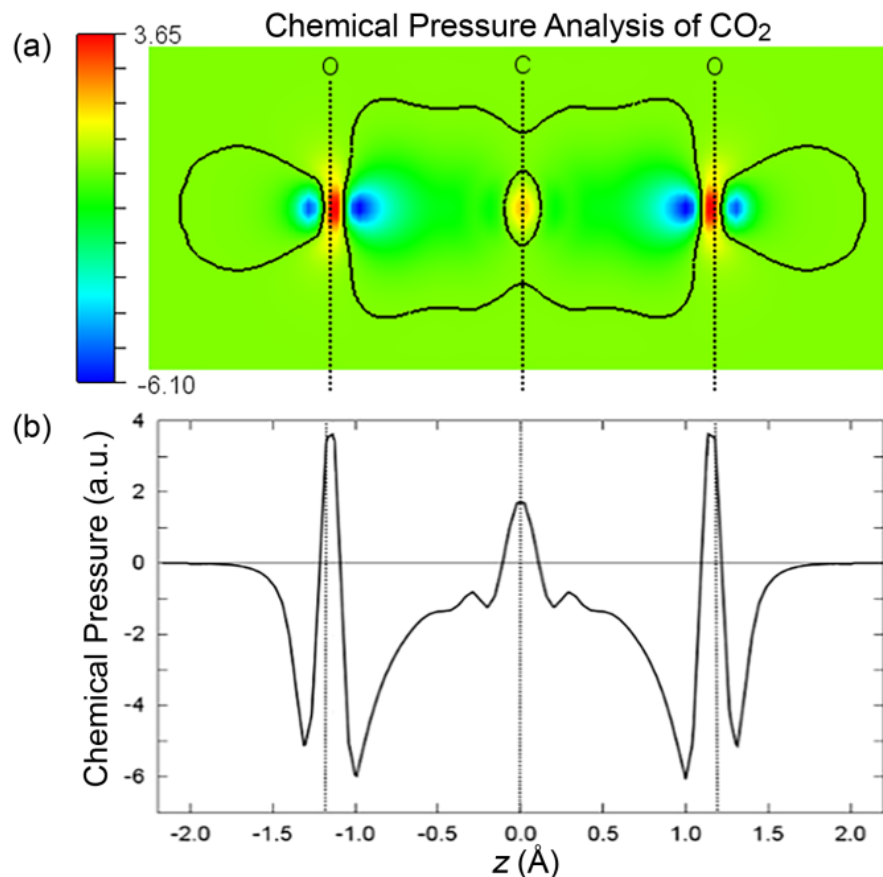 (a)
Chemical Pressure Analysis of CO₂
3.65
-6.10
O
C
O
(b)
Chemical Pressure (a.u.)
4
2
0
-2
-4
-6
-2.0
-1.5
-1.0
-0.5
0.0
0.5
1.0
1.5
2.0
z (Å)